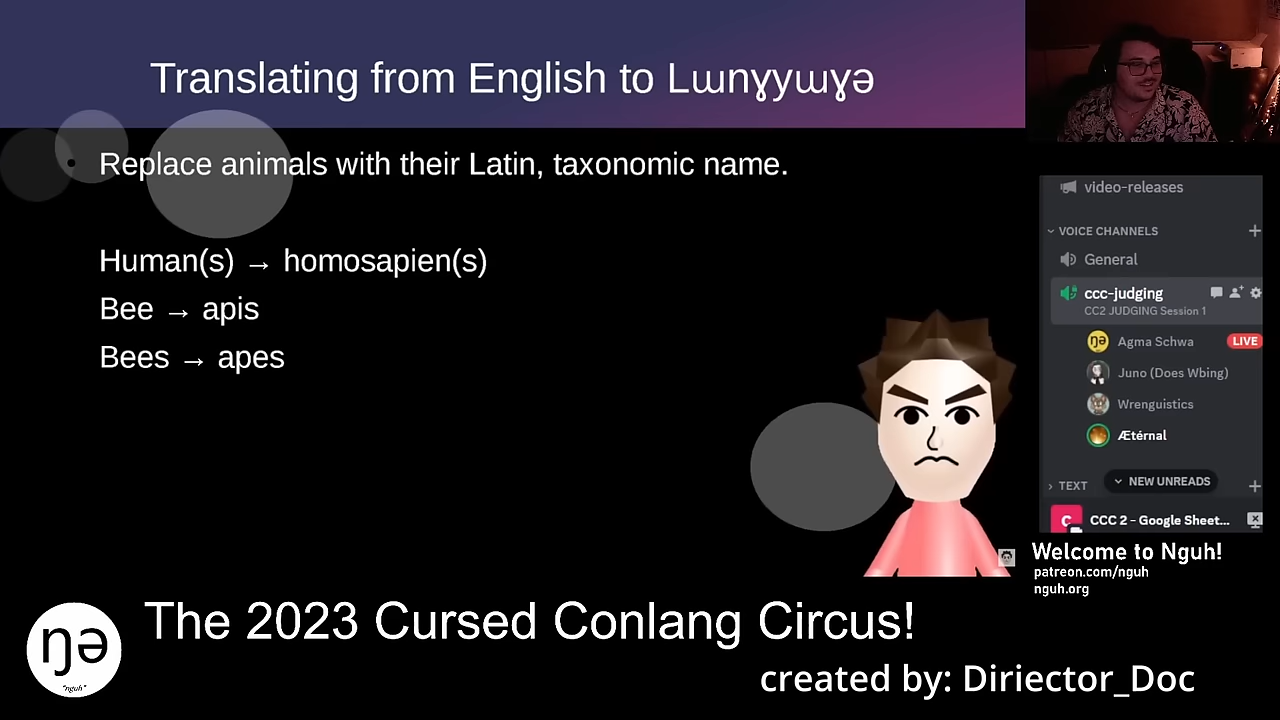 Translating from English to Lɯnɣyɯɣə
• Replace animals with their Latin, taxonomic name.
Human(s) → homosapien(s)
Bee → apis
Bees → apes
video-releases
VOICE CHANNELS
General
ccc-judging
CC2 JUDGING Session 1
ŋə Agma Schwa LIVE
Juno (Does Wbing)
Wrenguistics
Ætérnal
TEXT
NEW UNREADS
C CCC 2 - Google Sheet...
Welcome to Nguh!
patreon.com/nguh
nguh.org
ŋə
"nguh"
The 2023 Cursed Conlang Circus!
created by: Diriector_Doc